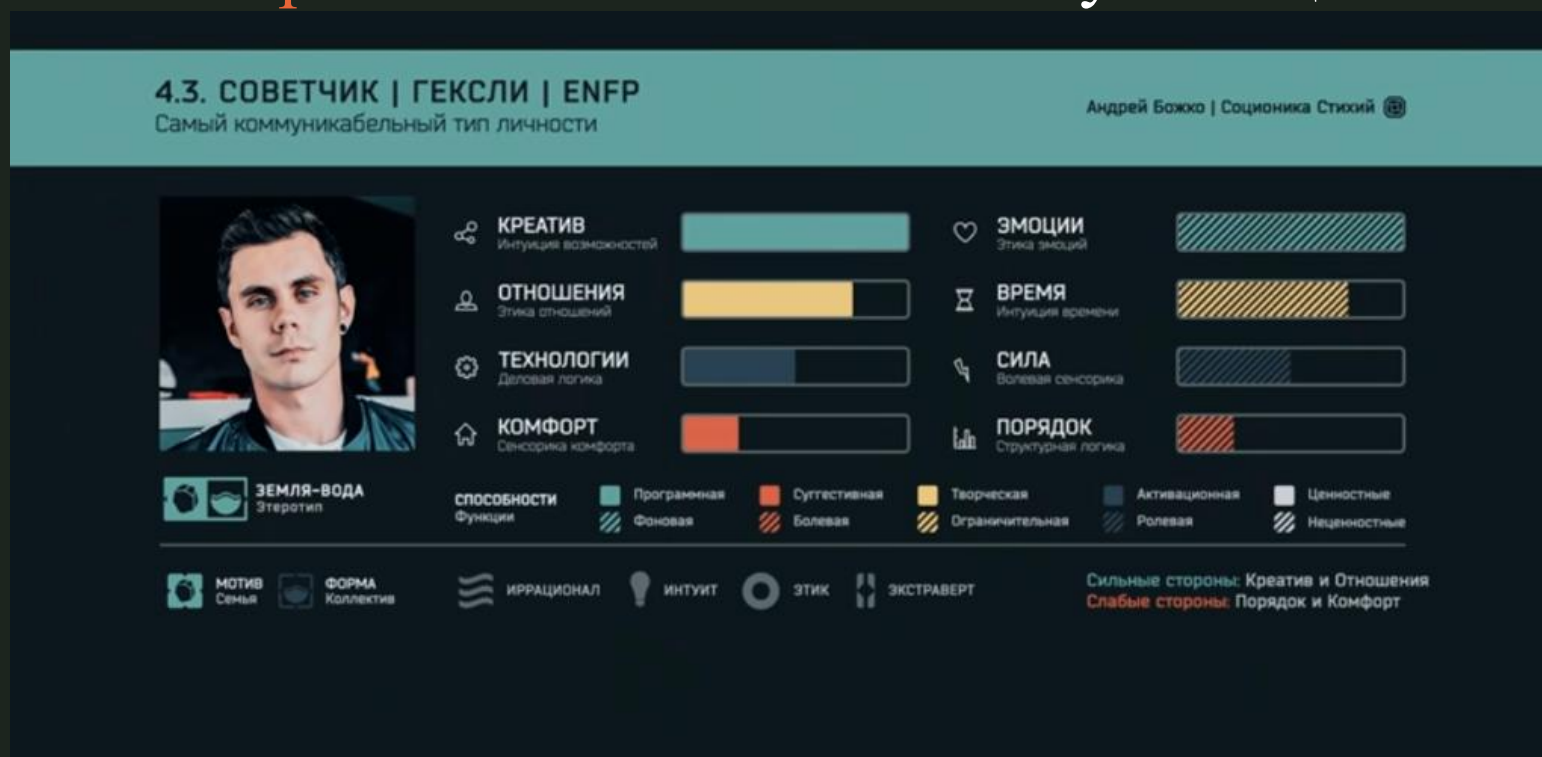 4.3. СОВЕТЧИК | ГЕКСЛИ | ENFP
Самый коммуникабельный тип личности
Андрей Божко | Соционика Стихий
КРЕАТИВ
Интуиция возможностей
ЭМОЦИИ
Этика эмоций
ОТНОШЕНИЯ
Этика отношений
ВРЕМЯ
Интуиция времени
ТЕХНОЛОГИИ
Деловая логика
СИЛА
Волевая сенсорика
КОМФОРТ
Сенсорика комфорта
ПОРЯДОК
Структурная логика
ЗЕМЛЯ-ВОДА
Этеротип
СПОСОБНОСТИ
Функции
Программная
Суггестивная
Творческая
Активационная
Ценностные
Фоновая
Болевая
Ограничительная
Ролевая
Неценностные
МОТИВ
Семья
ФОРМА
Коллектив
ИРРАЦИОНАЛ
ИНТУИТ
ЭТИК
ЭКСТРАВЕРТ
Сильные стороны: Креатив и Отношения
Слабые стороны: Порядок и Комфорт